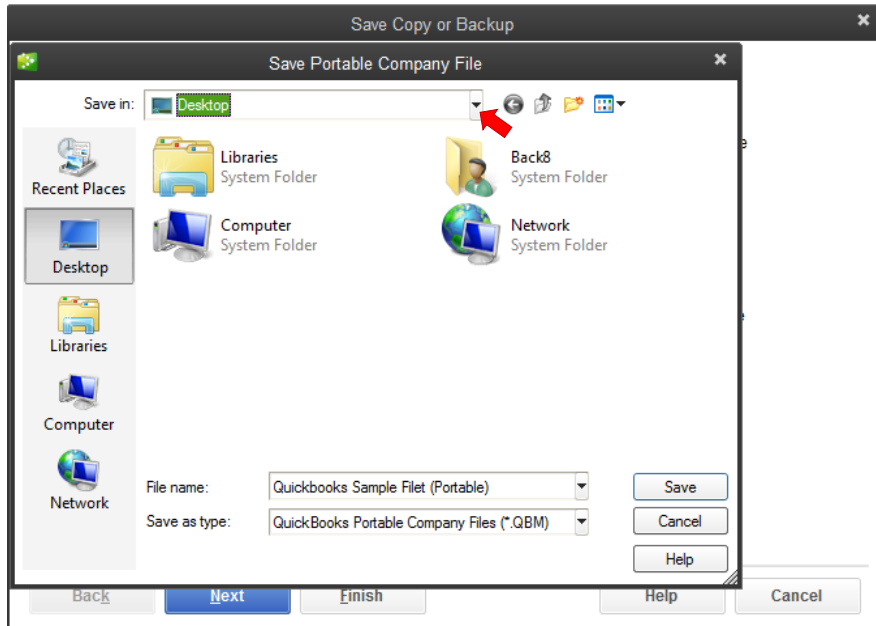 Save Copy or Backup
Save Portable Company File
Save in:
Desktop
Recent Places
Desktop
Libraries
Computer
Network
Libraries
System Folder
Back8
System Folder
Computer
System Folder
Network
System Folder
e
File name:
Quickbooks Sample Filet (Portable)
Save
Save as type:
QuickBooks Portable Company Files (*.QBM)
Cancel
Help
Back
Next
Finish
Help
Cancel